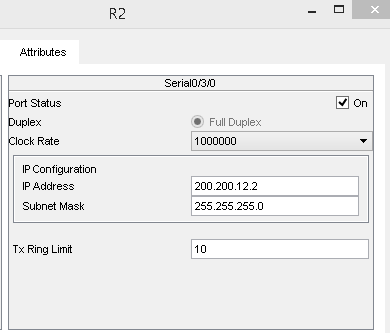 R2
Attributes
Serial0/3/0
Port Status On
Duplex Full Duplex
Clock Rate 1000000
IP Configuration
IP Address 200.200.12.2
Subnet Mask 255.255.255.0
Tx Ring Limit 10